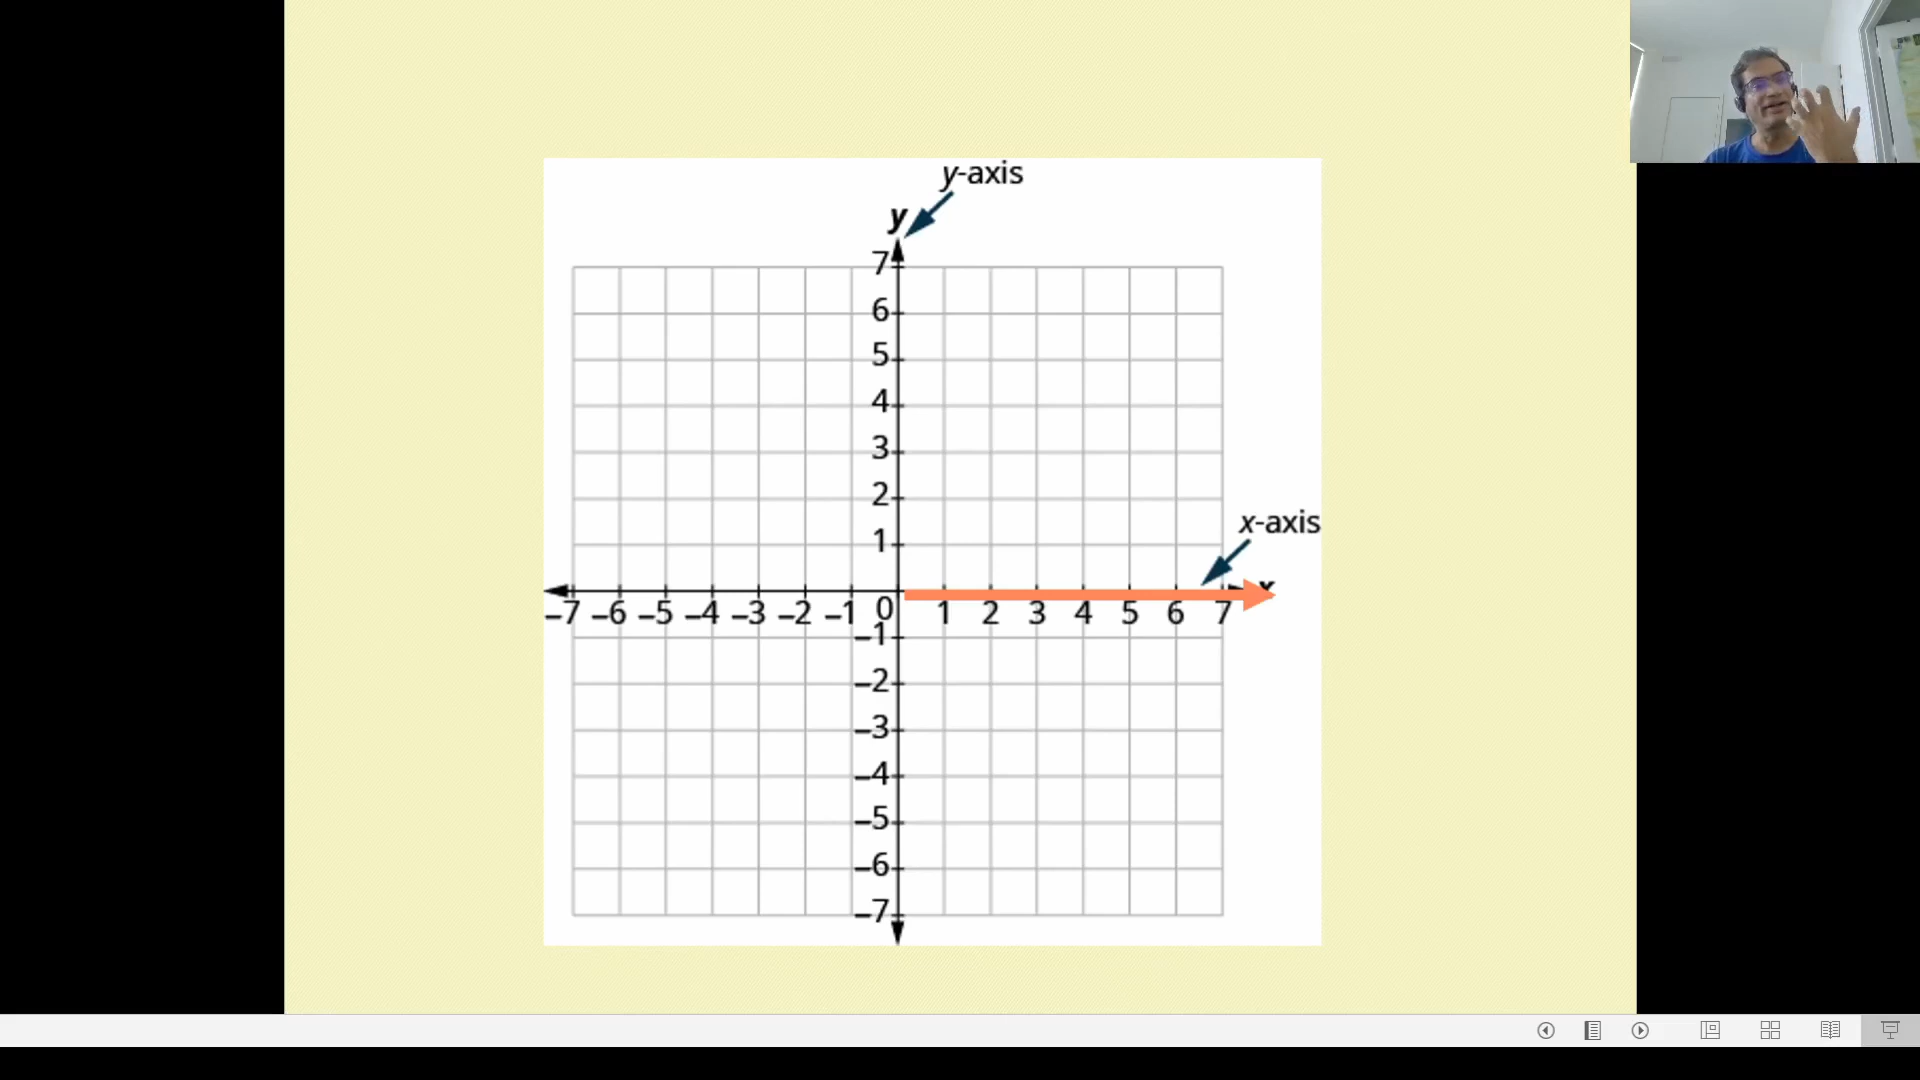 y-axis
y
7
6
5
4
3
2
1
x-axis
x
–7 –6 –5 –4 –3 –2 –1 0 1 2 3 4 5 6 7
–1
–2
–3
–4
–5
–6
–7